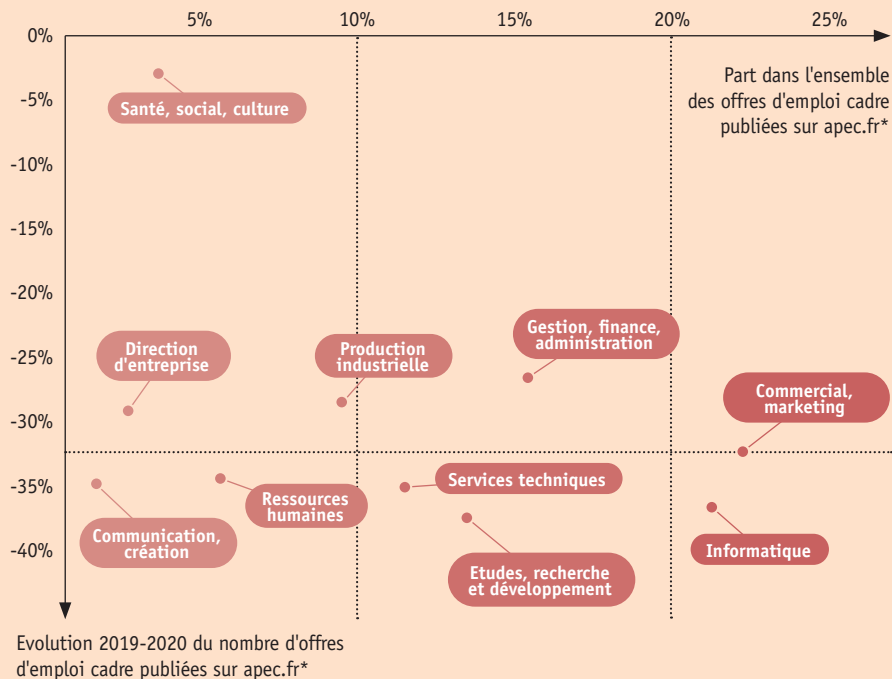 5%
10%
15%
20%
25%
0%
-5%
-10%
-15%
-20%
-25%
-30%
-35%
-40%
Part dans l'ensemble
des offres d'emploi cadre
publiées sur apec.fr*
Santé, social, culture
Direction
d'entreprise
Production
industrielle
Gestion, finance,
administration
Commercial,
marketing
Communication,
création
Ressources
humaines
Services techniques
Etudes, recherche
et développement
Informatique
Evolution 2019-2020 du nombre d'offres
d'emploi cadre publiées sur apec.fr*